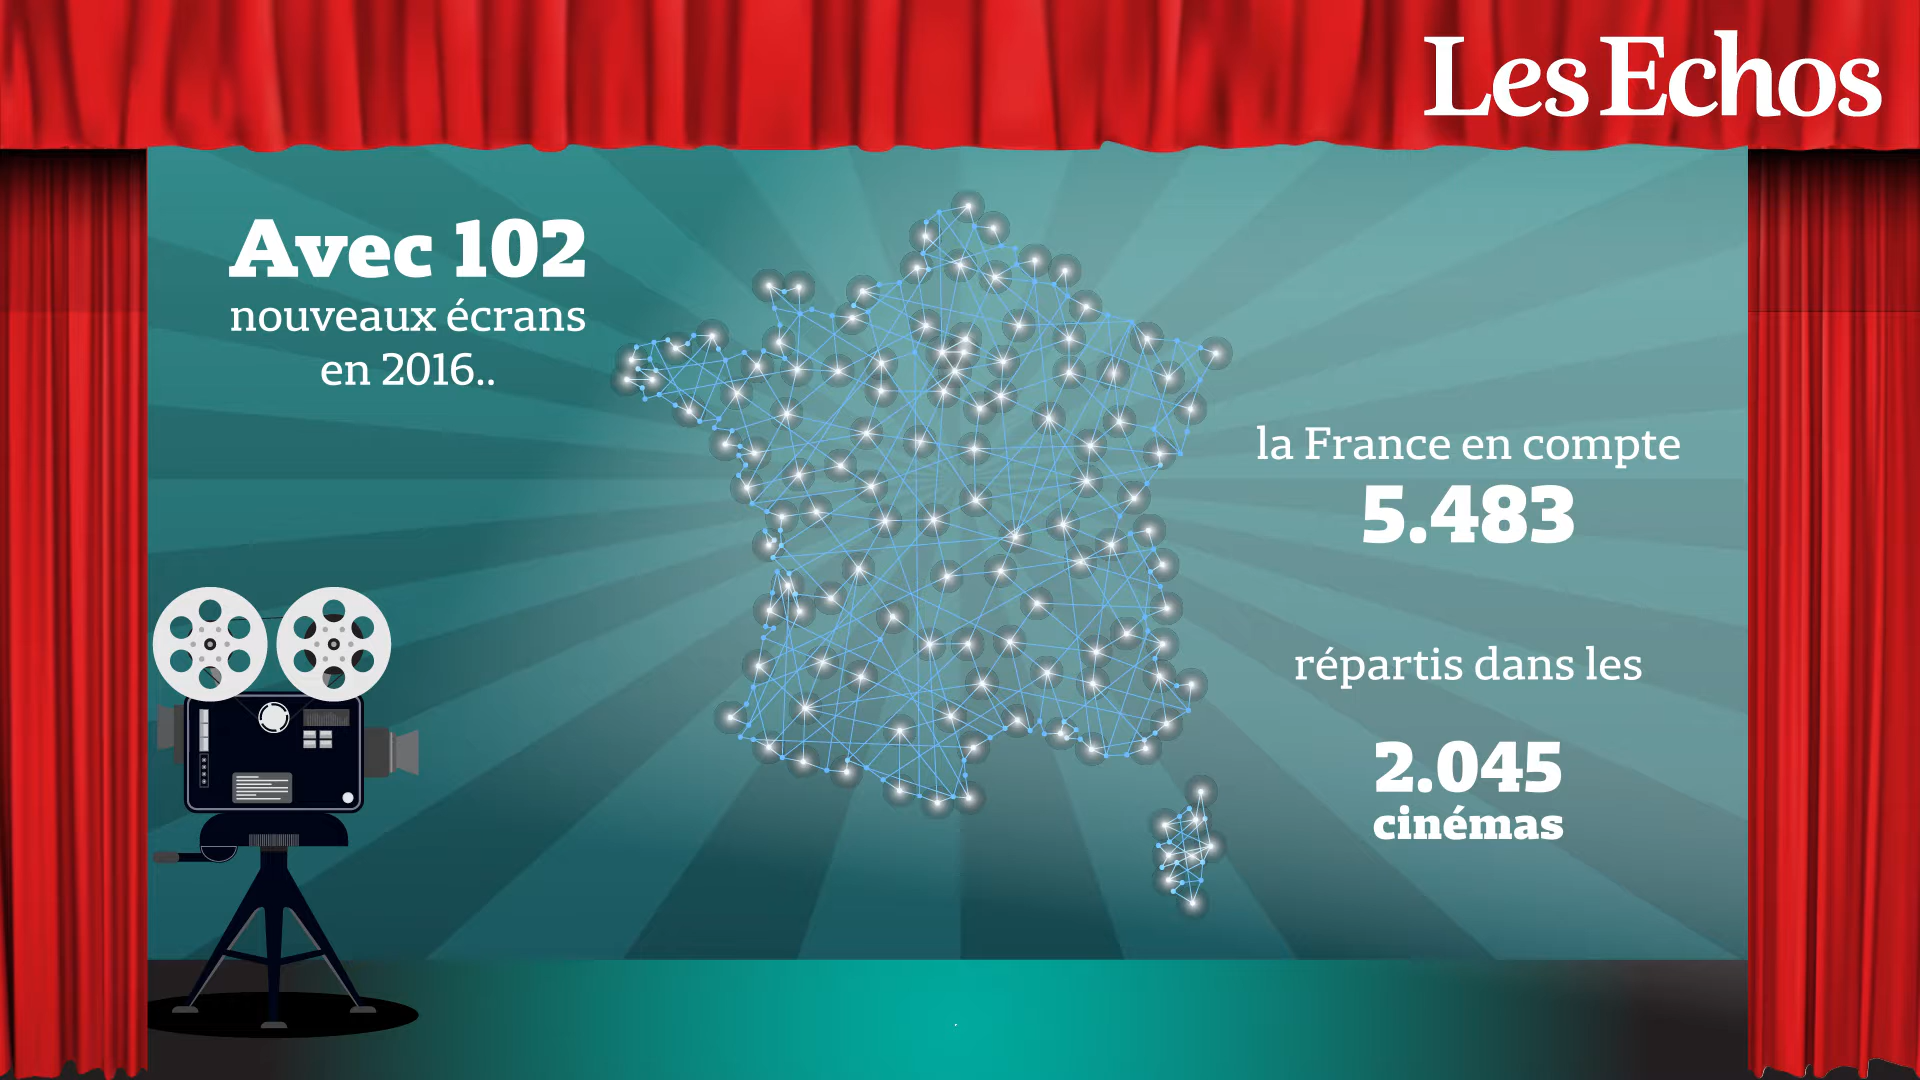 Les Echos
Avec 102
nouveaux écrans
en 2016..
la France en compte
5.483
répartis dans les
2.045
cinémas